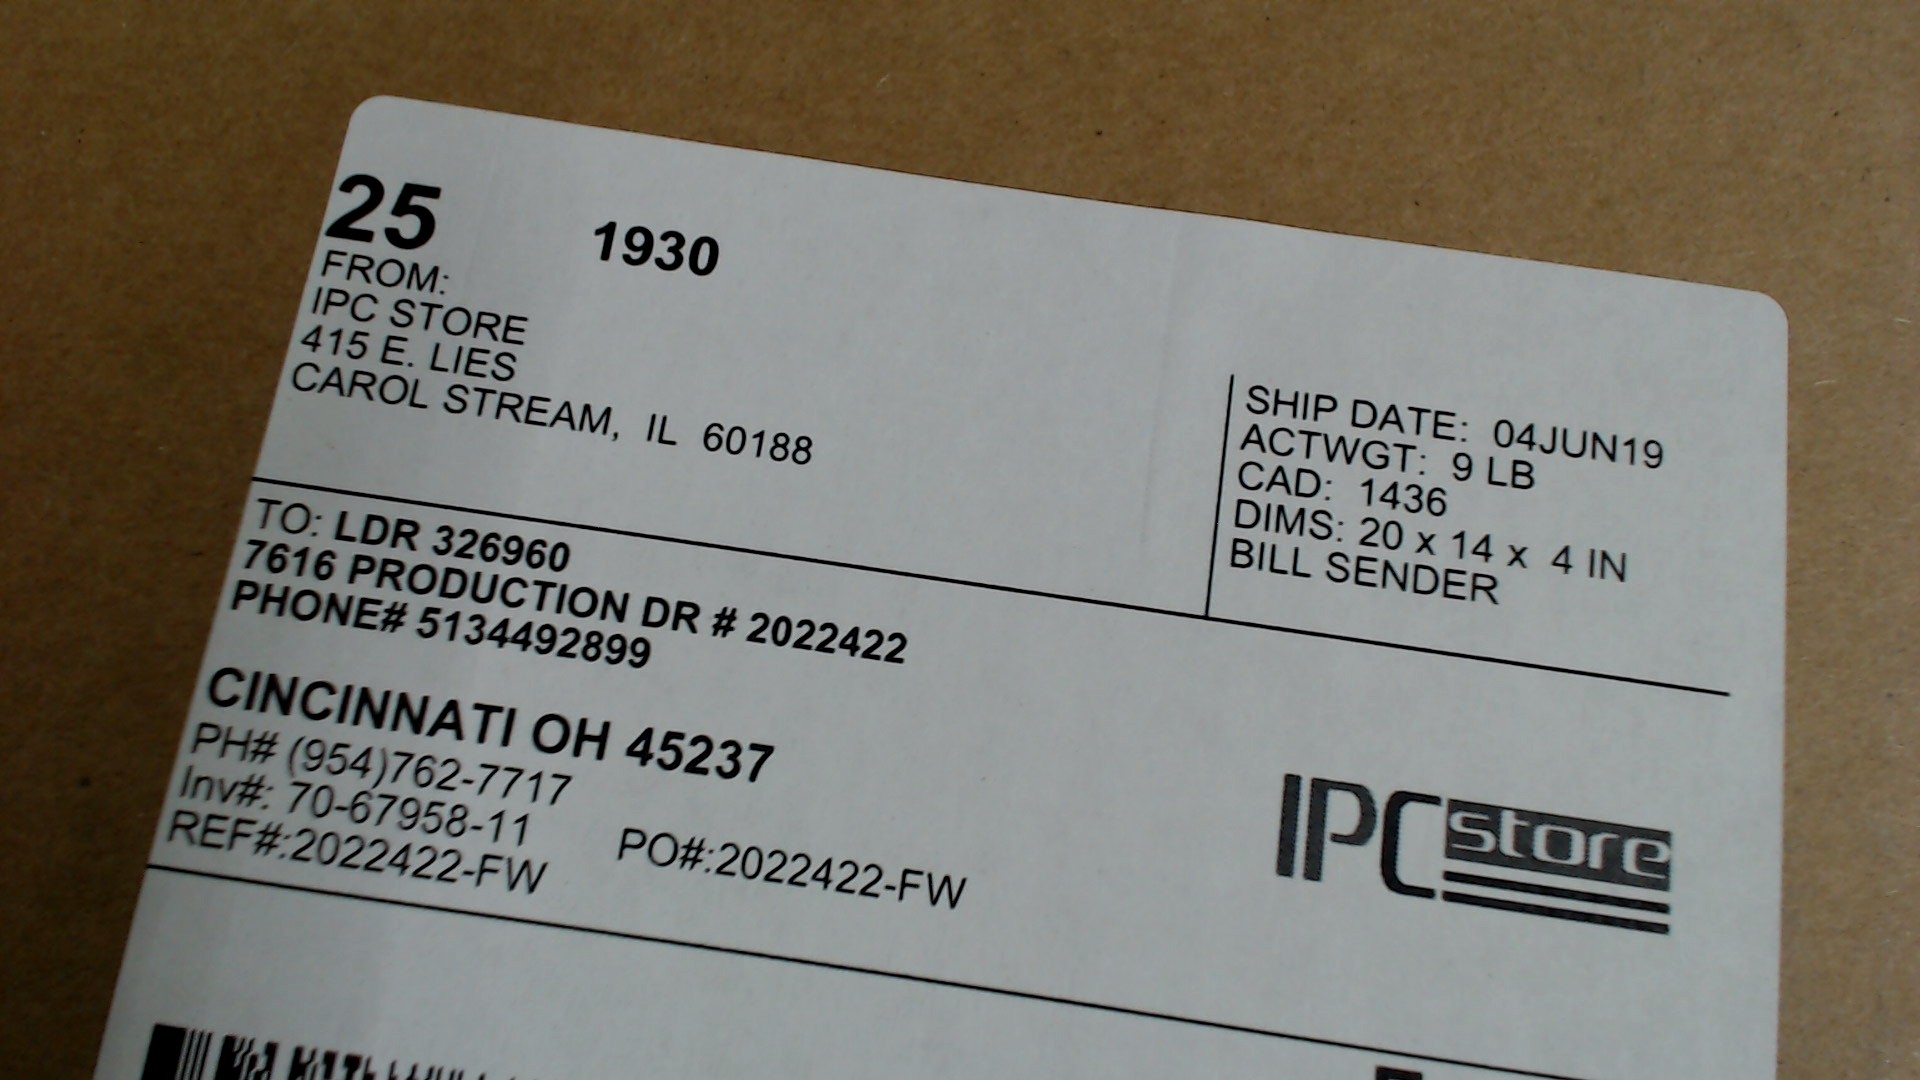 25 1930
FROM:
IPC STORE
415 E. LIES
CAROL STREAM, IL 60188
SHIP DATE: 04JUN19
ACTWGT: 9 LB
CAD: 1436
DIMS: 20 x 14 x 4 IN
BILL SENDER
TO: LDR 326960
7616 PRODUCTION DR # 2022422
PHONE# 5134492899
CINCINNATI OH 45237
PH# (954)762-7717
Inv#: 70-67958-11
REF#:2022422-FW PO#:2022422-FW
IPC store